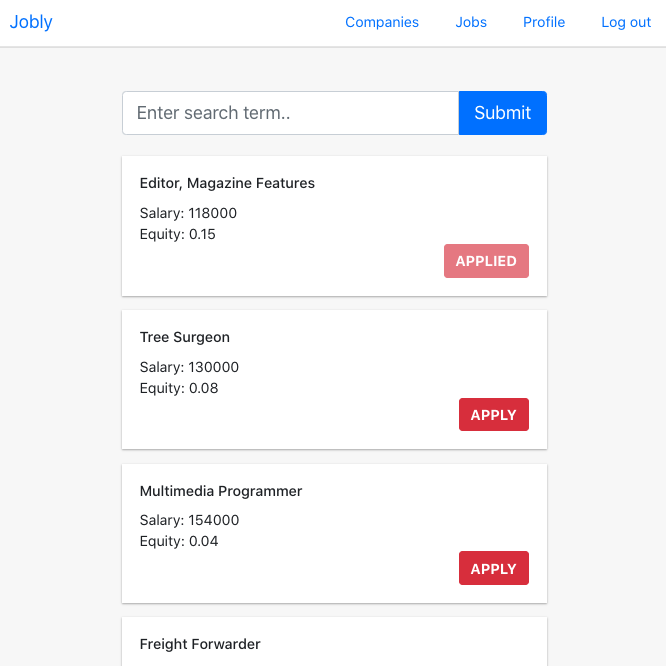 Jobly Companies Jobs Profile Log out
Enter search term.. Submit
Editor, Magazine Features
Salary: 118000
Equity: 0.15
APPLIED
Tree Surgeon
Salary: 130000
Equity: 0.08
APPLY
Multimedia Programmer
Salary: 154000
Equity: 0.04
APPLY
Freight Forwarder